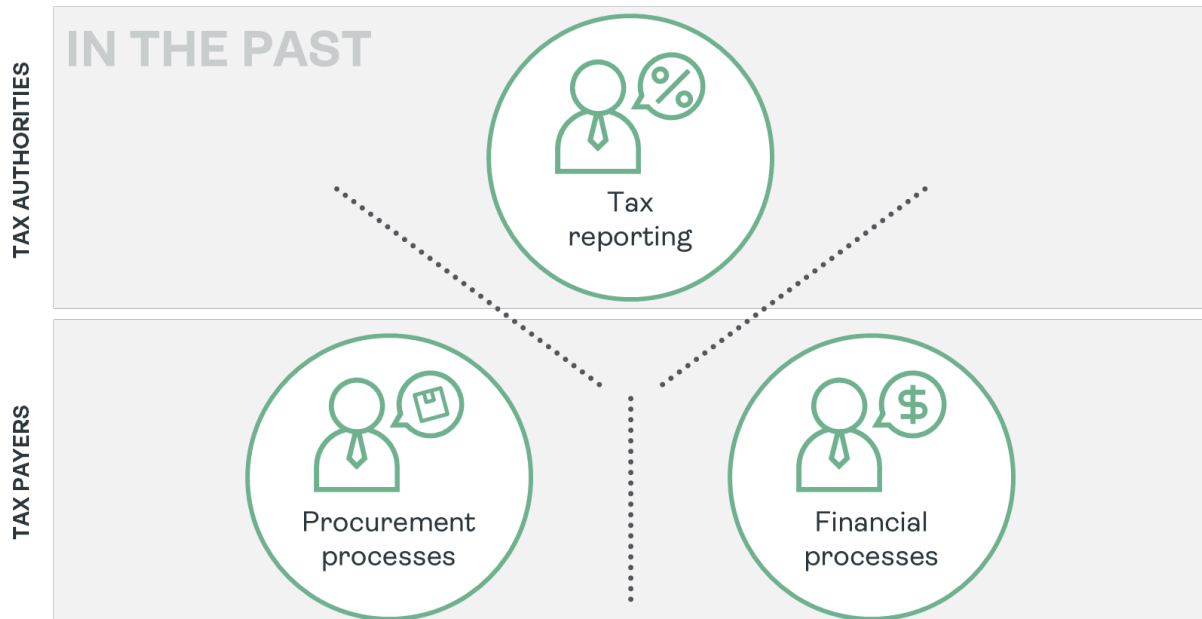 IN THE PAST
TAX AUTHORITIES
%
Tax
reporting
TAX PAYERS
$
Procurement
processes
Financial
processes